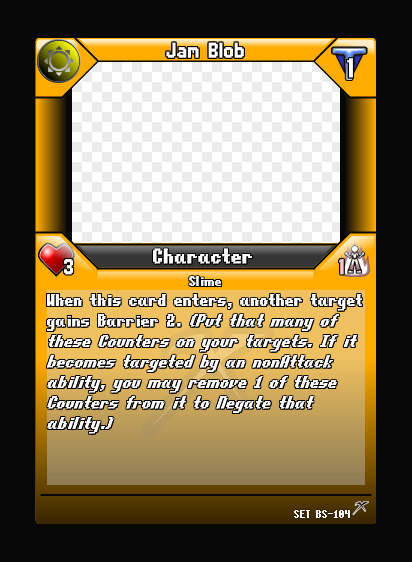 Jam Blob
1
Character
3
1
Slime
When this card enters, another target
gains Barrier 2. (Put that many of
these Counters on your targets. If it
becomes targeted by an nonAttack
ability, you may remove 1 of these
Counters from it to Negate that
ability.)
SET BS-104